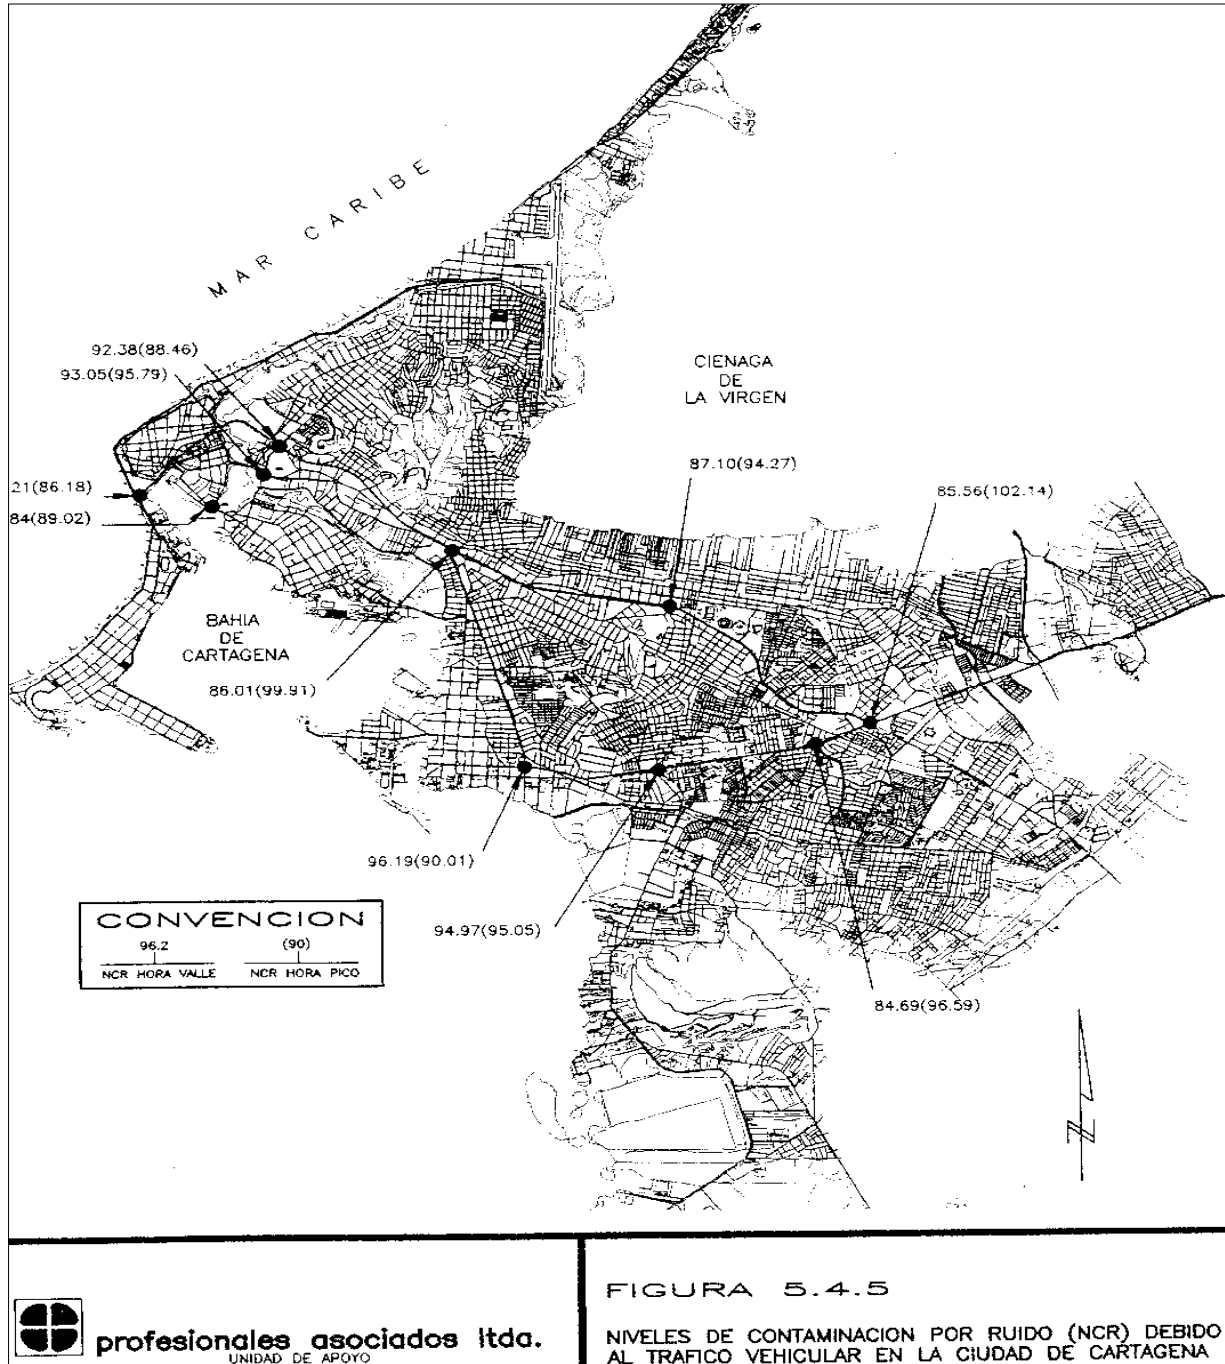 MAR CARIBE
92.38(88.46)
93.05(95.79)
CIENAGA
DE
LA VIRGEN
87.10(94.27)
21(86.18)
85.56(102.14)
84(89.02)
BAHIA
DE
CARTAGENA
86.01(99.91)
96.19(90.01)
94.97(95.05)
84.69(96.59)
CONVENCION
96.2 (90)
NCR HORA VALLE NCR HORA PICO
N
FIGURA 5.4.5
profesionales asociados ltda.
UNIDAD DE APOYO
NIVELES DE CONTAMINACION POR RUIDO (NCR) DEBIDO
AL TRAFICO VEHICULAR EN LA CIUDAD DE CARTAGENA